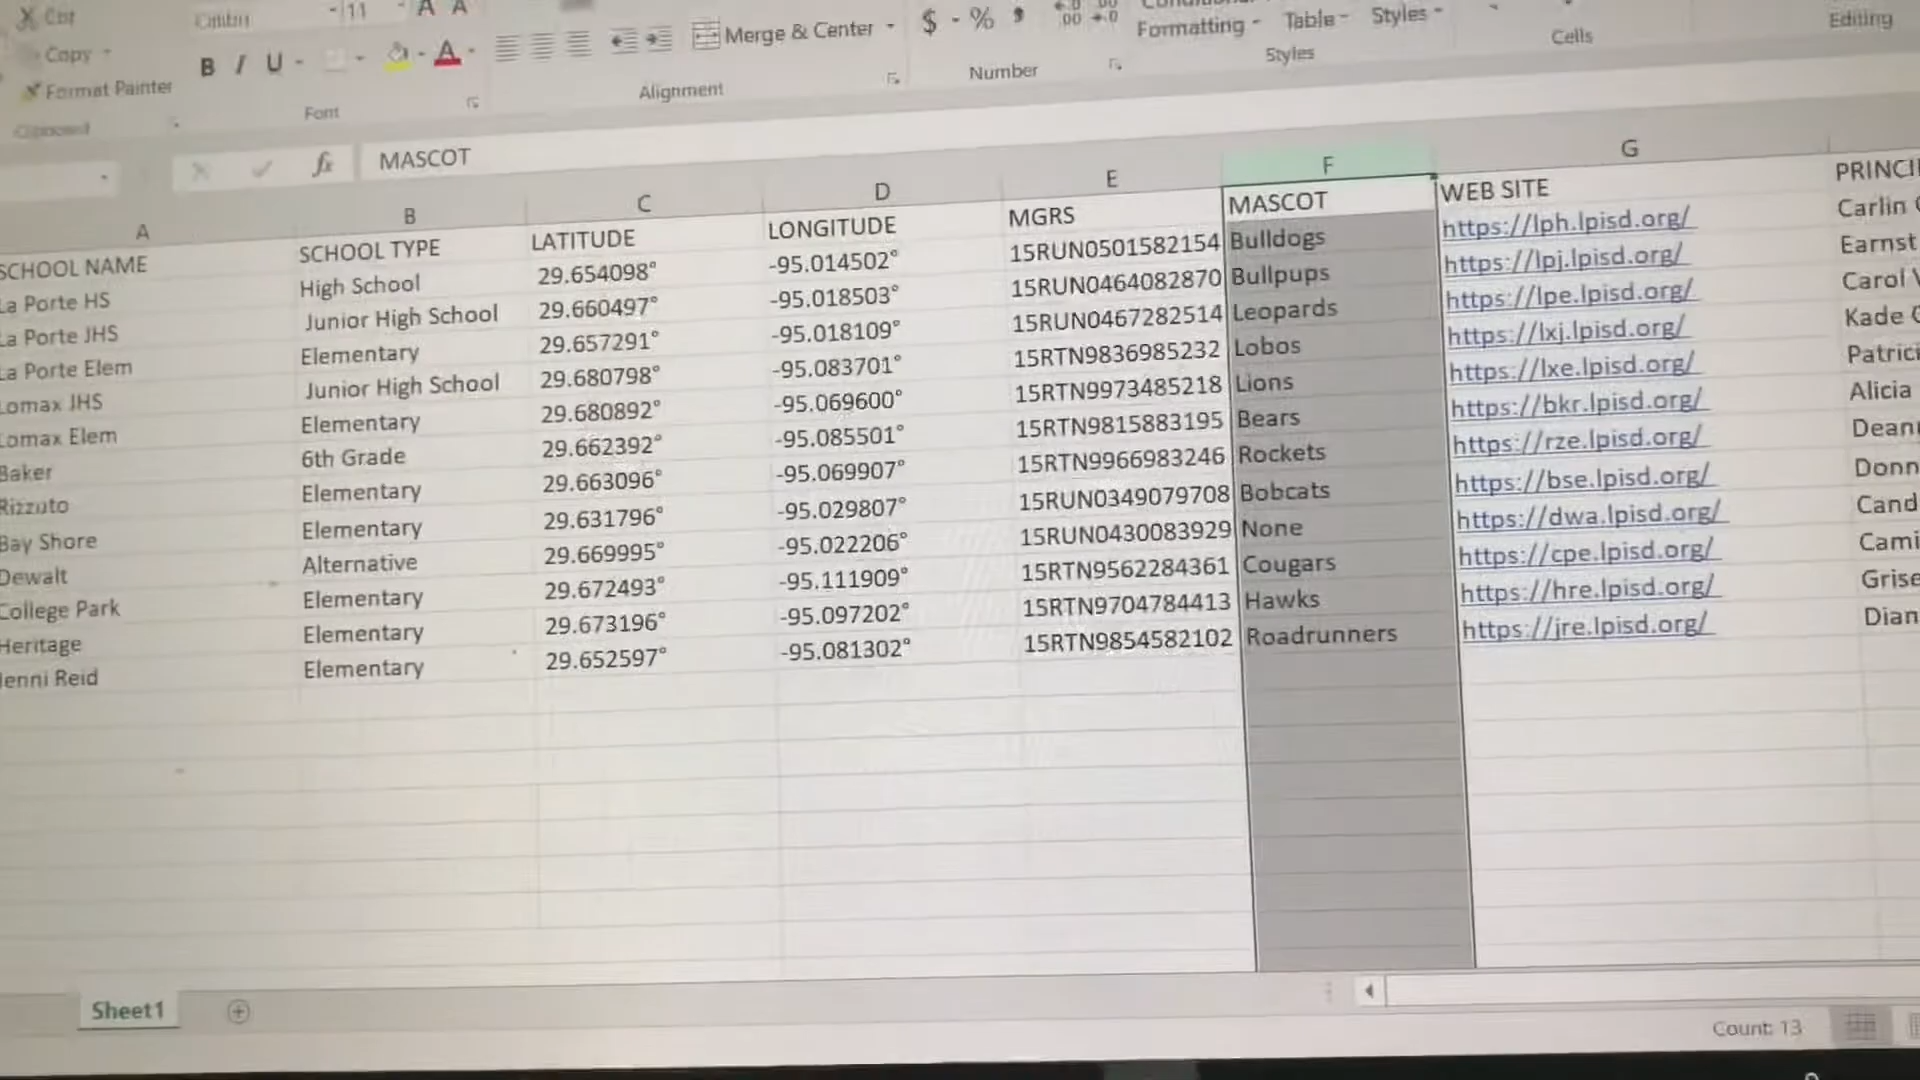 Cut
11 A A
$ % , .00 .0
Copy
B I U A Merge & Center
Formatting Table Styles
Editing
Format Painter
Font Alignment Number Styles Cells
fx MASCOT
A B C D E F G
SCHOOL NAME SCHOOL TYPE LATITUDE LONGITUDE MGRS MASCOT WEB SITE
La Porte HS High School 29.654098° -95.014502° 15RUN0501582154 Bulldogs https://lph.lpisd.org/ Carlin
La Porte JHS Junior High School 29.660497° -95.018503° 15RUN0464082870 Bullpups https://lpj.lpisd.org/ Earnst
La Porte Elem Elementary 29.657291° -95.018109° 15RUN0467282514 Leopards https://lpe.lpisd.org/ Carol
Lomax JHS Junior High School 29.680798° -95.083701° 15RTN9836985232 Lobos https://lxj.lpisd.org/ Kade
Lomax Elem Elementary 29.680892° -95.069600° 15RTN9973485218 Lions https://lxe.lpisd.org/
Baker 6th Grade 29.662392° -95.085501° 15RTN9815883195 Bears https://bkr.lpisd.org/ Alicia
Rizzuto Elementary 29.663096° -95.069907° 15RTN9966983246 Rockets https://rze.lpisd.org/
Bay Shore Elementary 29.631796° -95.029807° 15RUN0349079708 Bobcats https://bse.lpisd.org/
Dewalt Alternative 29.669995° -95.022206° 15RUN0430083929 None https://dwa.lpisd.org/
College Park Elementary 29.672493° -95.111909° 15RTN9562284361 Cougars https://cpe.lpisd.org/
Heritage Elementary 29.673196° -95.097202° 15RTN9704784413 Hawks https://hre.lpisd.org/
Jenni Reid Elementary 29.652597° -95.081302° 15RTN9854582102 Roadrunners https://jre.lpisd.org/
Sheet1
Count: 13